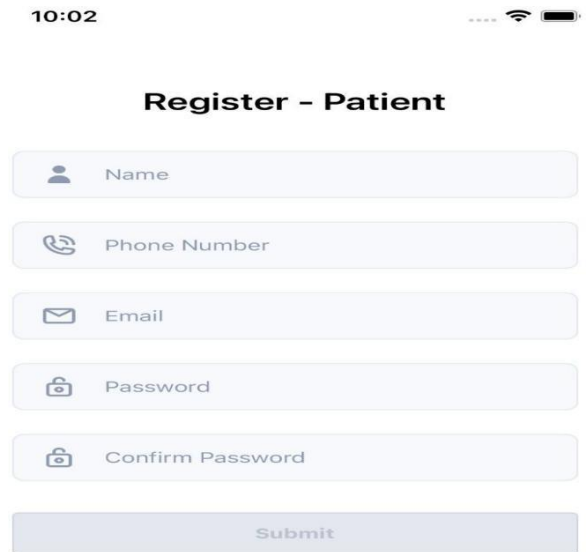 10:02
Register - Patient
Name
Phone Number
Email
Password
Confirm Password
Submit